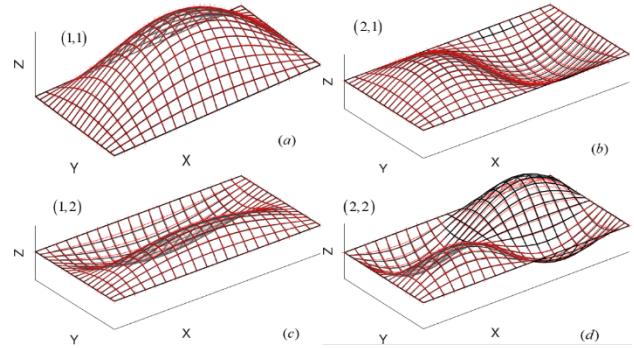 (1,1)
Z
Y
X
(a)
(2,1)
Z
Y
X
(b)
(1,2)
Z
Y
X
(c)
(2,2)
Z
Y
X
(d)